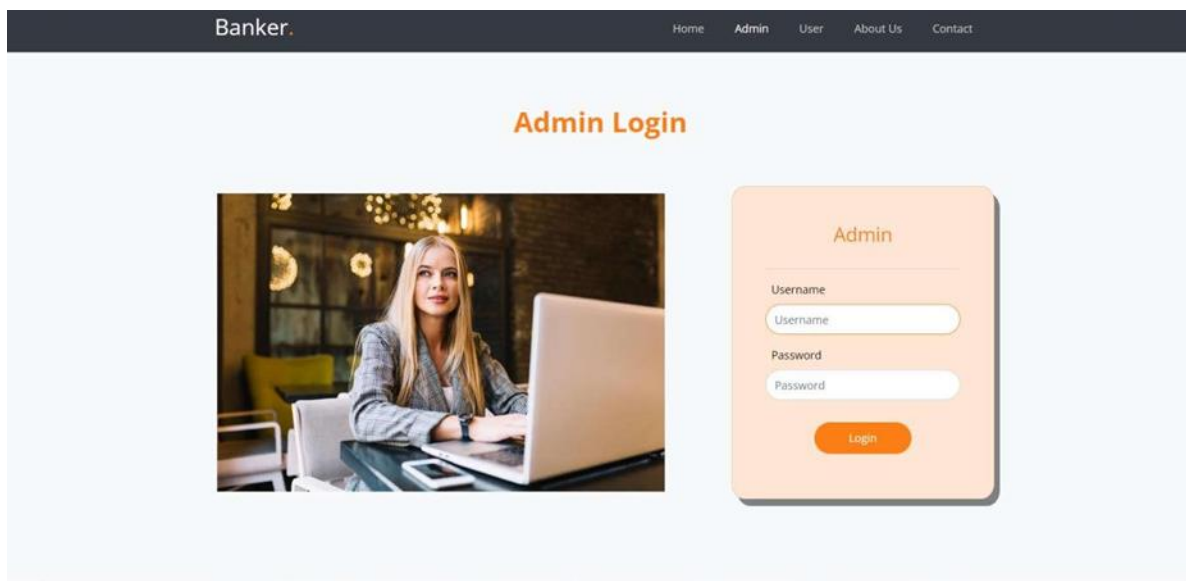 Banker.
Home Admin User About Us Contact
Admin Login
Admin
Username
Username
Password
Password
Login